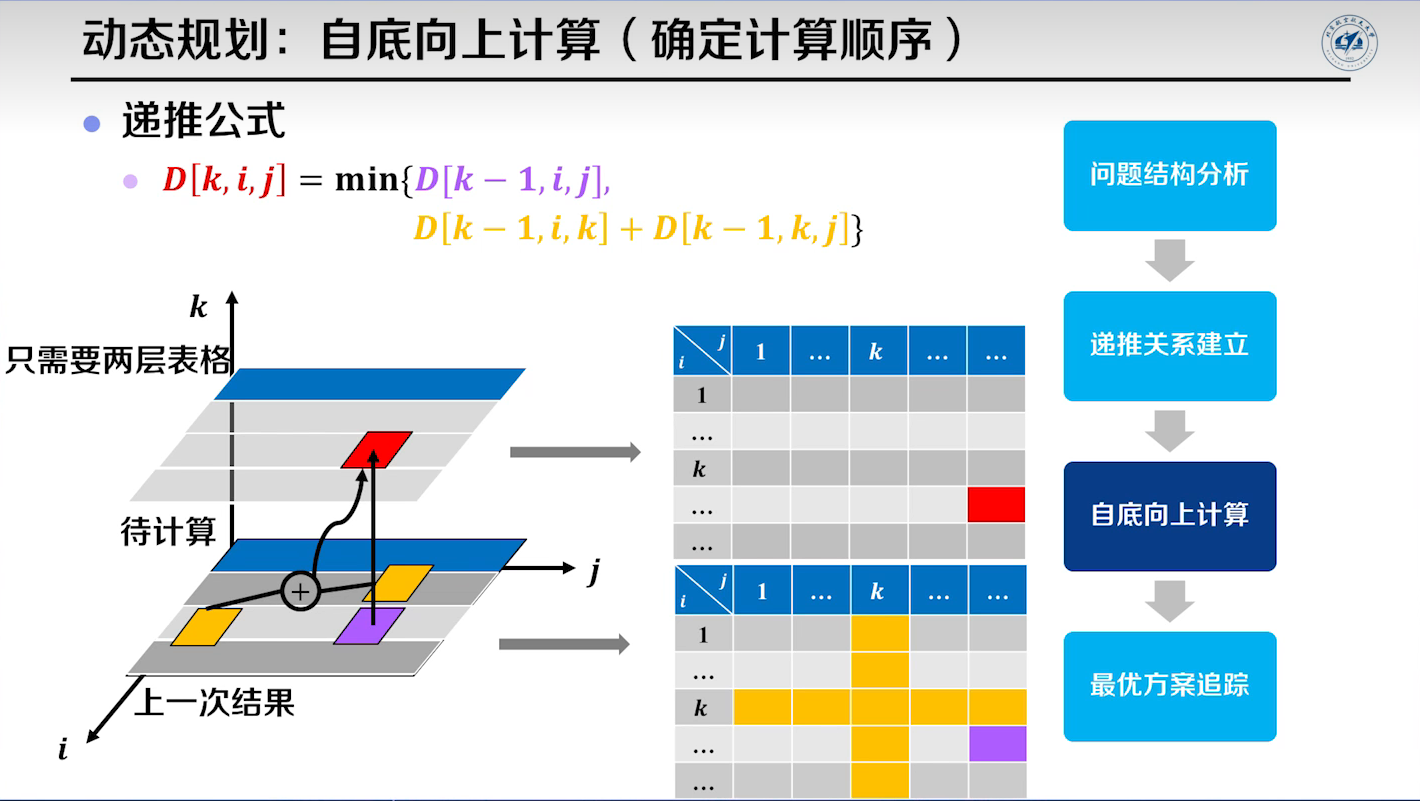 动态规划：自底向上计算（确定计算顺序）
递推公式
D[k, i, j] = min{D[k − 1, i, j],
D[k − 1, i, k] + D[k − 1, k, j]}
k
只需要两层表格
待计算
+
j
上一次结果
i
i j 1 … k … …
1
…
k
…
…
i j 1 … k … …
1
…
k
…
…
问题结构分析
递推关系建立
自底向上计算
最优方案追踪